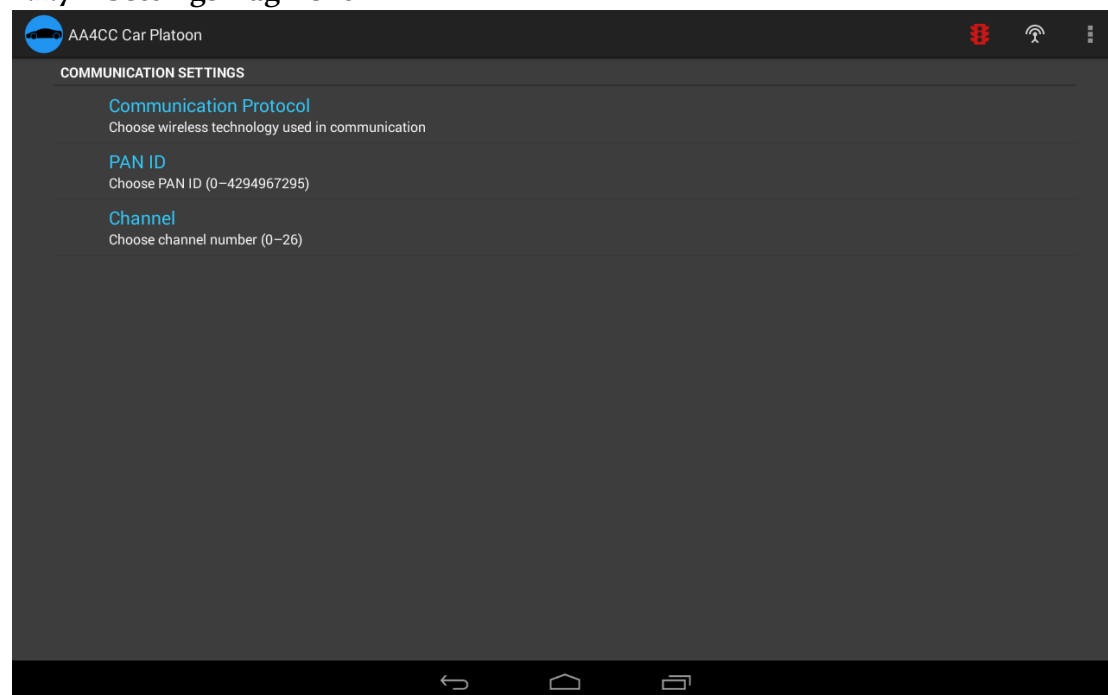 AA4CC Car Platoon
COMMUNICATION SETTINGS
Communication Protocol
Choose wireless technology used in communication
PAN ID
Choose PAN ID (0–4294967295)
Channel
Choose channel number (0–26)